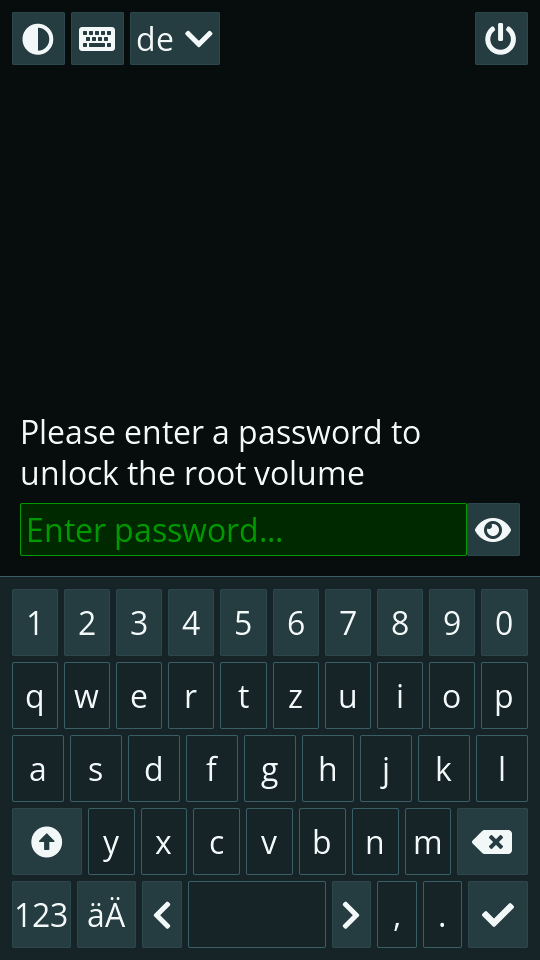 de
Please enter a password to
unlock the root volume
Enter password...
1 2 3 4 5 6 7 8 9 0
q w e r t z u i o p
a s d f g h j k l
y x c v b n m
123 äÄ , .